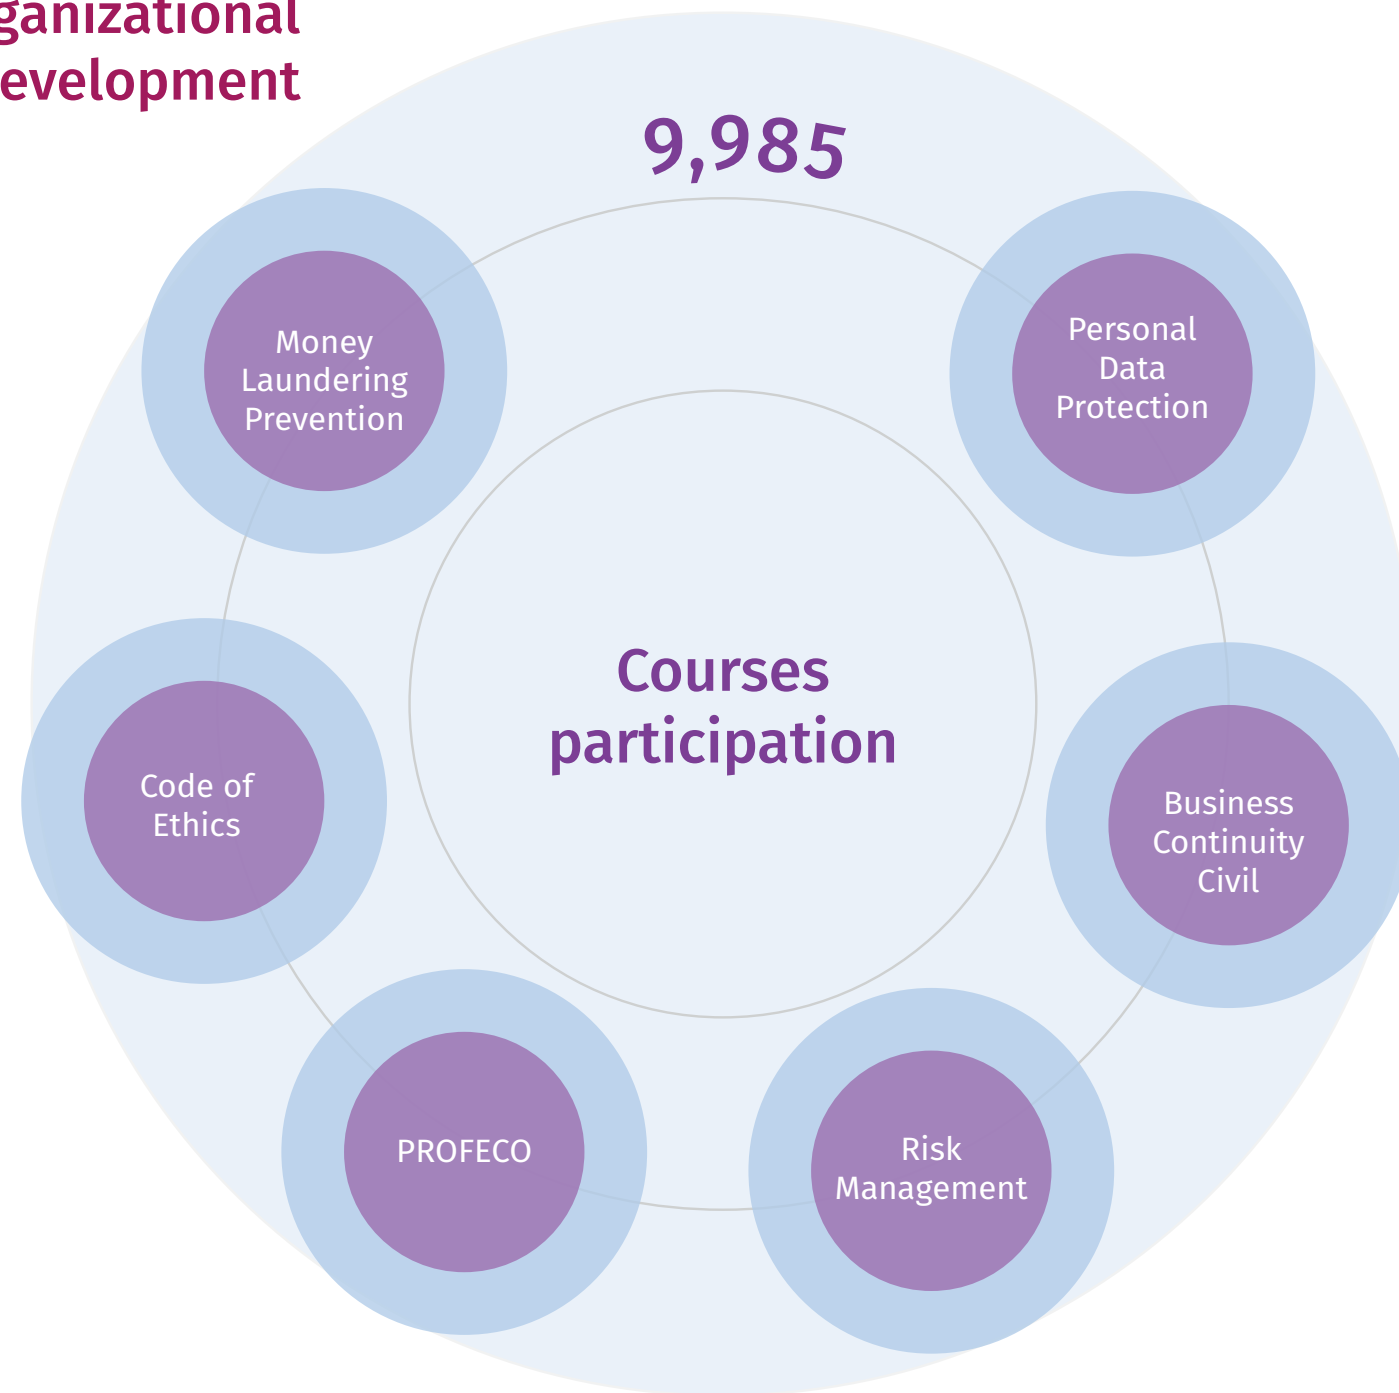 ganizational
evelopment
9,985
Money
Laundering
Prevention
Personal
Data
Protection
Courses
participation
Code of
Ethics
Business
Continuity
Civil
PROFECO
Risk
Management